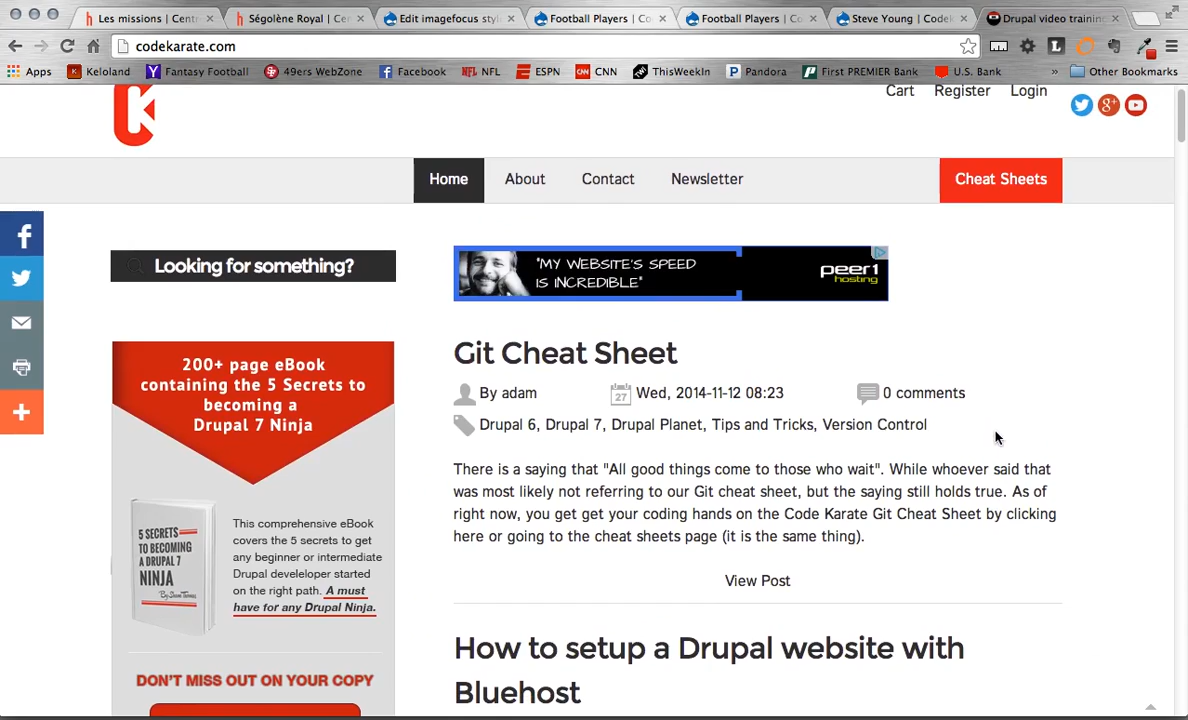 Les missions | Centr
Ségolène Royal | Cen
Edit imagefocus style
Football Players | Co
Football Players | Co
Steve Young | CodeK
Drupal video training
codekarate.com
Apps
Keloland
Fantasy Football
49ers WebZone
Facebook
NFL
ESPN
CNN
ThisWeekIn
Pandora
First PREMIER Bank
U.S. Bank
»
Other Bookmarks
Cart
Register
Login
Home
About
Contact
Newsletter
Cheat Sheets
Looking for something?
"MY WEBSITE'S SPEED
IS INCREDIBLE"
peer1
hosting
200+ page eBook
containing the 5 Secrets to
becoming a
Drupal 7 Ninja
5 SECRETS
TO BECOMING
A DRUPAL 7
NINJA
This comprehensive eBook
covers the 5 secrets to get
any beginner or intermediate
Drupal develeloper started
on the right path. A must
have for any Drupal Ninja.
DON'T MISS OUT ON YOUR COPY
Git Cheat Sheet
By adam
27
Wed, 2014-11-12 08:23
0 comments
Drupal 6, Drupal 7, Drupal Planet, Tips and Tricks, Version Control
There is a saying that "All good things come to those who wait". While whoever said that
was most likely not referring to our Git cheat sheet, but the saying still holds true. As of
right now, you get get your coding hands on the Code Karate Git Cheat Sheet by clicking
here or going to the cheat sheets page (it is the same thing).
View Post
How to setup a Drupal website with
Bluehost